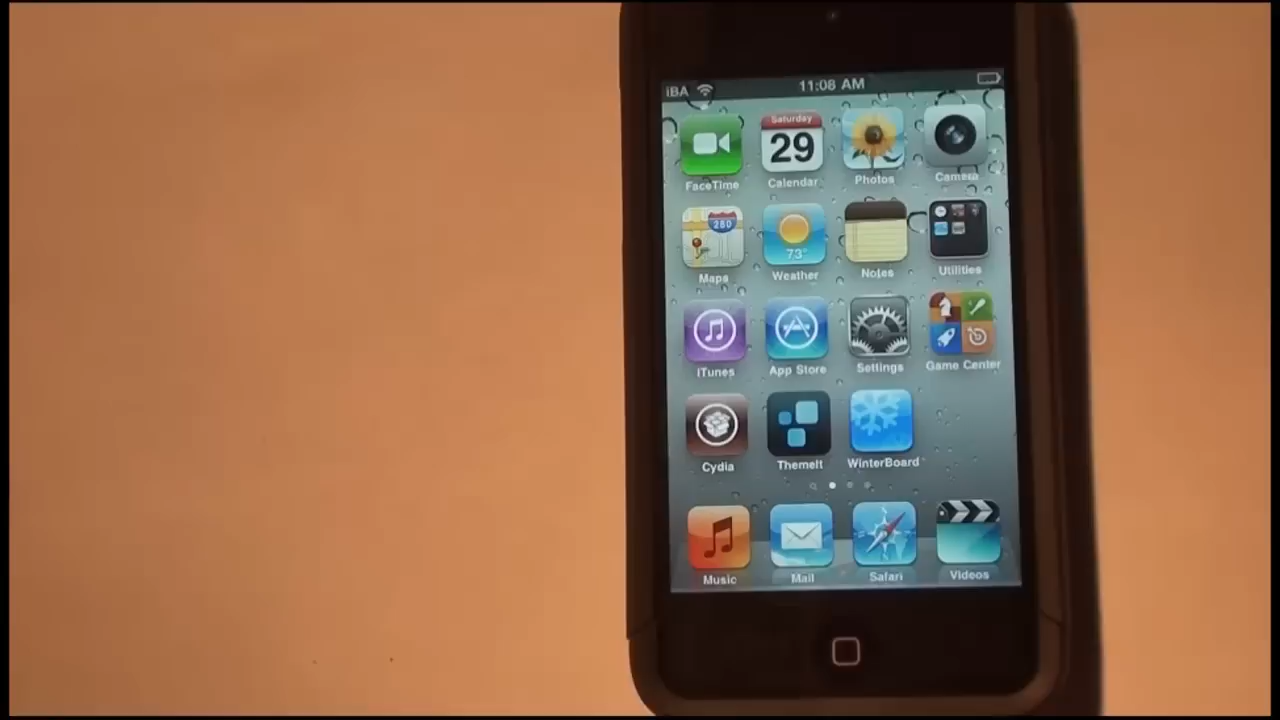 iBA 11:08 AM
Saturday
29
FaceTime Calendar Photos Camera
280
73°
Maps Weather Notes Utilities
iTunes App Store Settings Game Center
Cydia ThemeIt WinterBoard
Music Mail Safari Videos